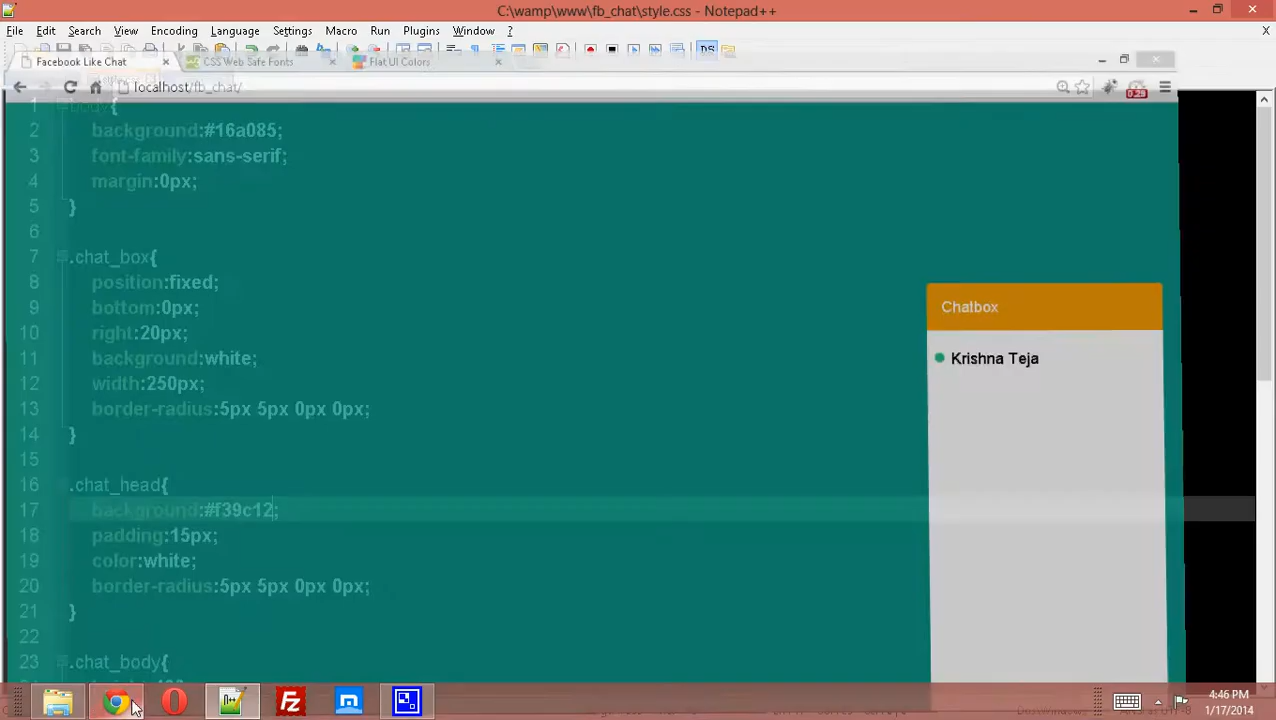 C:\wamp\www\fb_chat\style.css - Notepad++
File Edit Search View Encoding Language Settings Macro Run Plugins Window ?
X
Facebook Like Chat
CSS Web Safe Fonts
Flat UI Colors
localhost/fb_chat/
0.29
1 body{
2 background:#16a085;
3 font-family:sans-serif;
4 margin:0px;
5 }
6
7 .chat_box{
8 position:fixed;
9 bottom:0px;
10 right:20px;
11 background:white;
12 width:250px;
13 border-radius:5px 5px 0px 0px;
14 }
15
16 .chat_head{
17 background:#f39c12;
18 padding:15px;
19 color:white;
20 border-radius:5px 5px 0px 0px;
21 }
22
23 .chat_body{
Chatbox
Krishna Teja
4:46 PM
1/17/2014